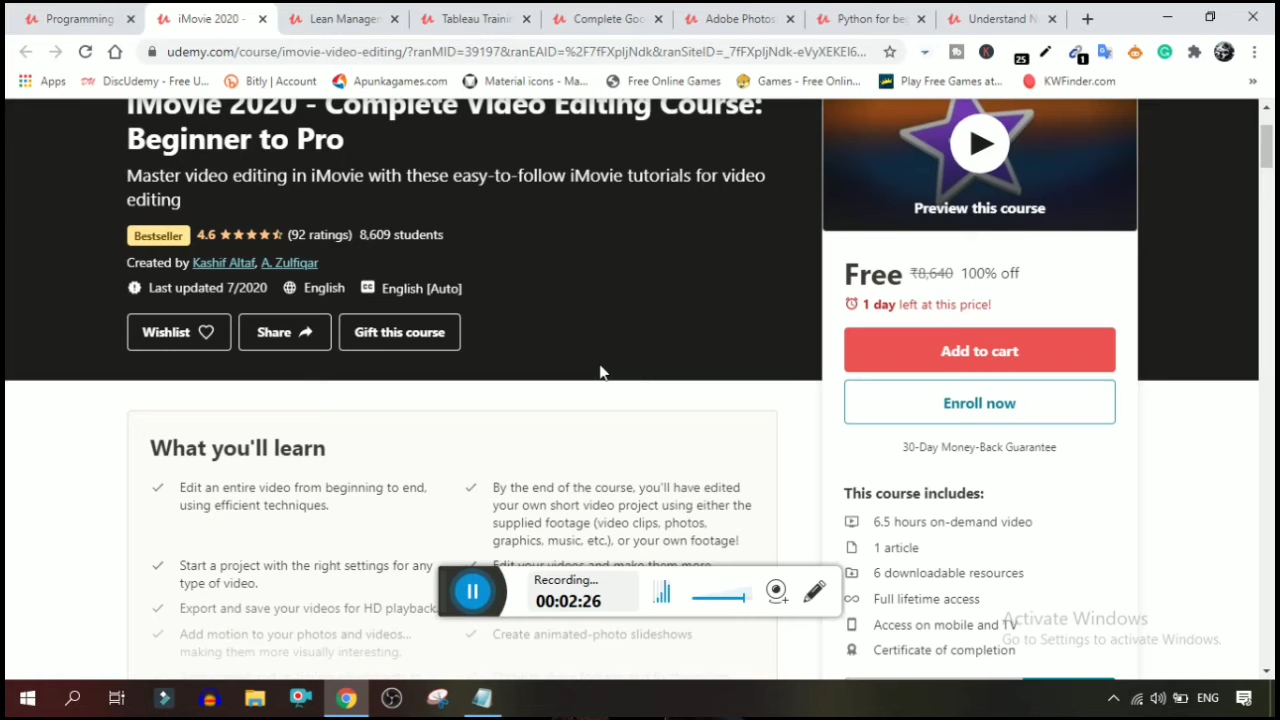 Programming
iMovie 2020 -
Lean Manager
Tableau Trainin
Complete Goo
Adobe Photos
Python for be
Understand N
udemy.com/course/imovie-video-editing/?ranMID=39197&ranEAID=%2F7fFXpljNdk&ranSiteID=_7fFXpljNdk-eVyXEKEl6...
25
1
Apps
DiscUdemy - Free U...
Bitly | Account
Apunkagames.com
Material icons - Ma...
Free Online Games
Games - Free Onlin...
Play Free Games at...
KWFinder.com
»
iMovie 2020 - Complete Video Editing Course:
Beginner to Pro
Master video editing in iMovie with these easy-to-follow iMovie tutorials for video
editing
Bestseller 4.6 (92 ratings) 8,609 students
Created by Kashif Altaf, A. Zulfiqar
Last updated 7/2020 English CC English [Auto]
Wishlist
Share
Gift this course
Preview this course
Free ₹8,640 100% off
1 day left at this price!
Add to cart
Enroll now
30-Day Money-Back Guarantee
This course includes:
6.5 hours on-demand video
1 article
6 downloadable resources
Full lifetime access
Access on mobile and TV
Certificate of completion
What you'll learn
Edit an entire video from beginning to end,
using efficient techniques.
Start a project with the right settings for any
type of video.
Export and save your videos for HD playback.
Add motion to your photos and videos...
making them more visually interesting.
By the end of the course, you'll have edited
your own short video project using either the
supplied footage (video clips, photos,
graphics, music, etc.), or your own footage!
Edit your videos and make them more
Create animated-photo slideshows
Recording...
00:02:26
Activate Windows
Go to Settings to activate Windows.
ENG